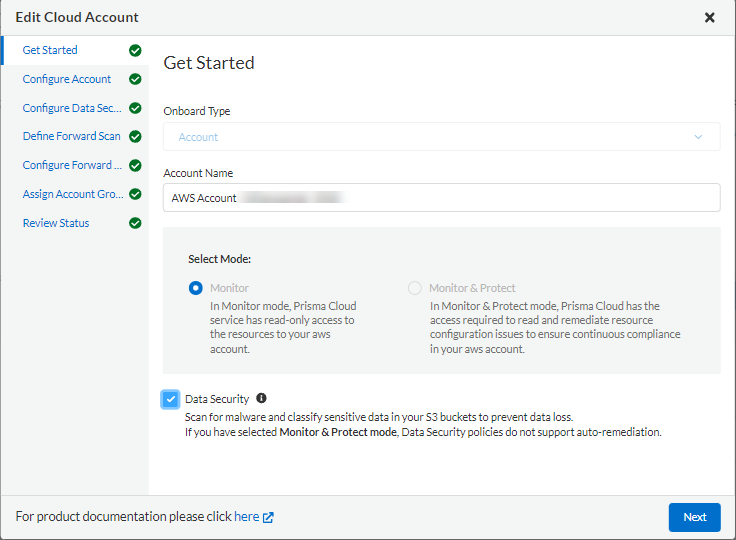 Edit Cloud Account
Get Started
Configure Account
Configure Data Sec...
Define Forward Scan
Configure Forward ...
Assign Account Gro...
Review Status
Get Started
Onboard Type
Account
Account Name
AWS Account
Select Mode:
Monitor
In Monitor mode, Prisma Cloud
service has read-only access to
the resources to your aws
account.
Monitor & Protect
In Monitor & Protect mode, Prisma Cloud has the
access required to read and remediate resource
configuration issues to ensure continuous compliance
in your aws account.
Data Security
Scan for malware and classify sensitive data in your S3 buckets to prevent data loss.
If you have selected Monitor & Protect mode, Data Security policies do not support auto-remediation.
For product documentation please click here
Next